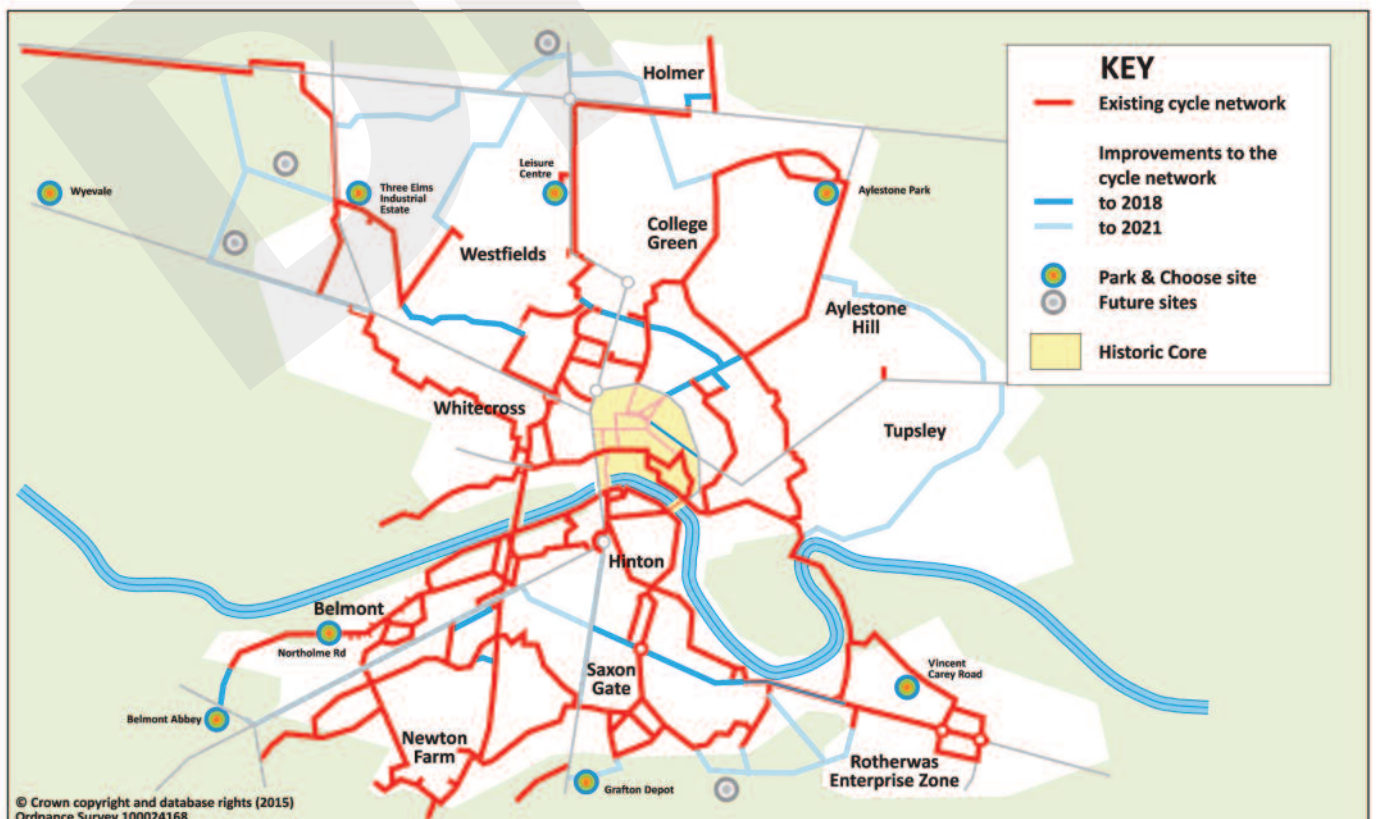 Holmer
KEY
Existing cycle network
Improvements to the
cycle network
to 2018
to 2021
Park & Choose site
Future sites
Historic Core
Wyevale
Three Elms
Industrial
Estate
Leisure
Centre
Aylestone Park
College
Green
Westfields
Aylestone
Hill
Whitecross
Tupsley
Hinton
Belmont
Northolme Rd
Saxon
Gate
Vincent
Carey Road
Belmont Abbey
Newton
Farm
Rotherwas
Enterprise Zone
Grafton Depot
© Crown copyright and database rights (2015)
Ordnance Survey 100024168